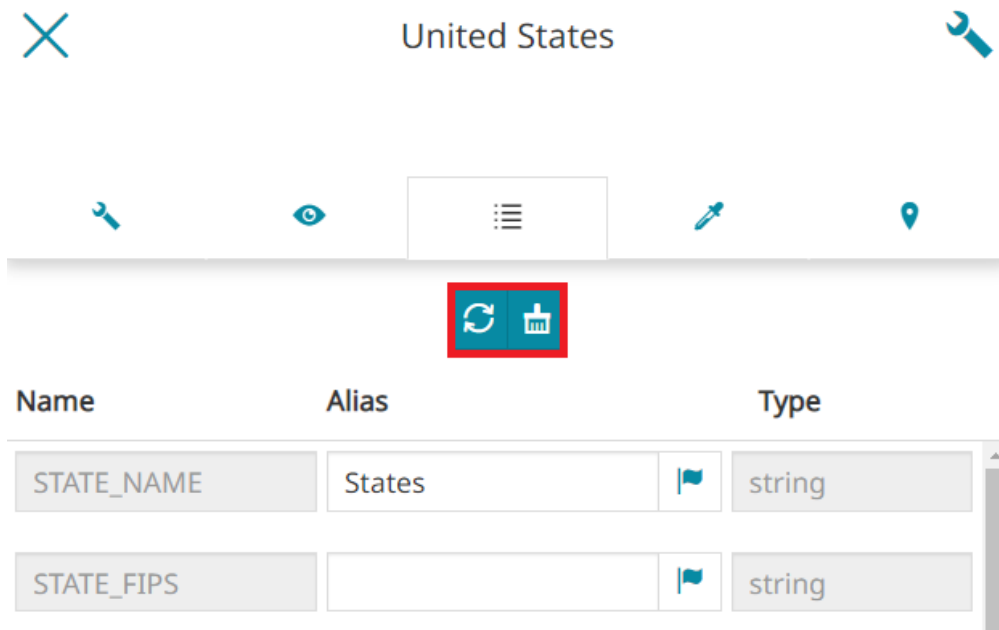 United States
Name Alias Type
STATE_NAME States string
STATE_FIPS string